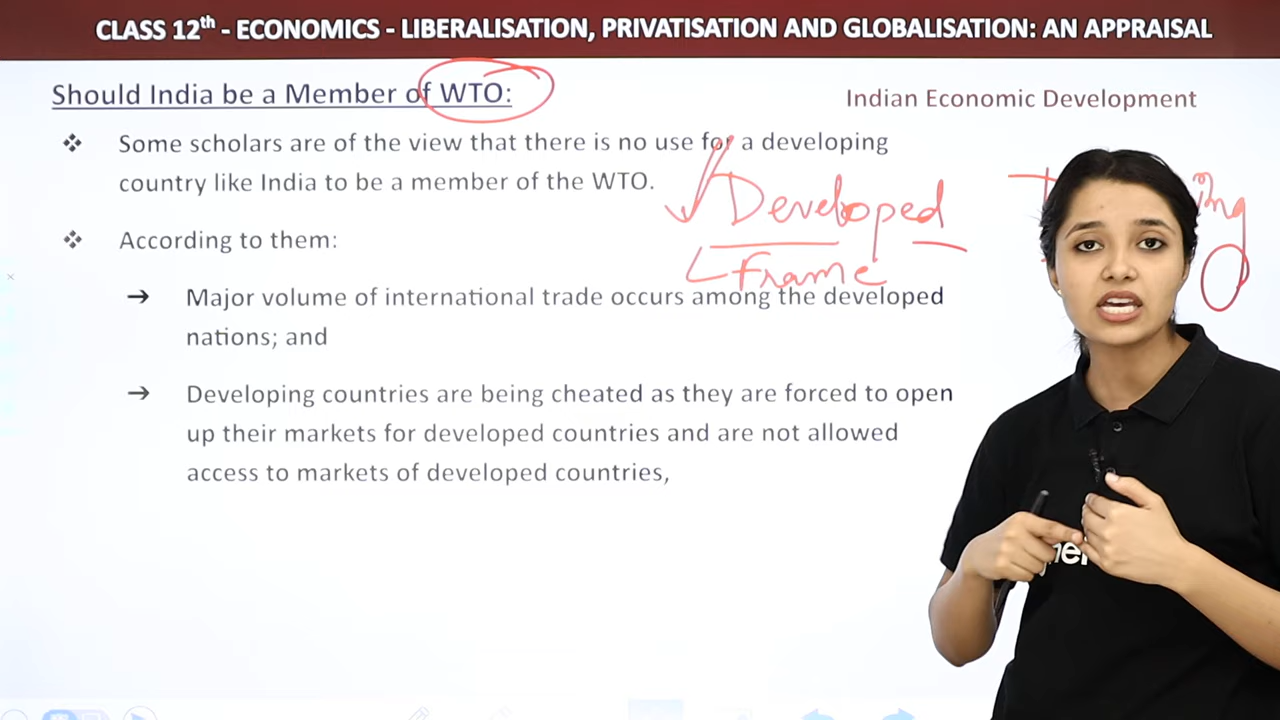 CLASS 12th - ECONOMICS - LIBERALISATION, PRIVATISATION AND GLOBALISATION: AN APPRAISAL
Should India be a Member of WTO:
Indian Economic Development
❖ Some scholars are of the view that there is no use for a developing
country like India to be a member of the WTO.
Developed
❖ According to them:
Frame
→ Major volume of international trade occurs among the developed
nations; and
→ Developing countries are being cheated as they are forced to open
up their markets for developed countries and are not allowed
access to markets of developed countries,